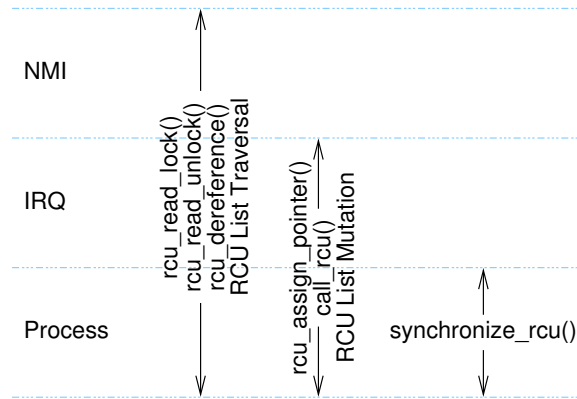 NMI
rcu_read_lock()
rcu_read_unlock()
rcu_dereference()
RCU List Traversal
IRQ
rcu_assign_pointer()
call_rcu()
RCU List Mutation
Process
synchronize_rcu()